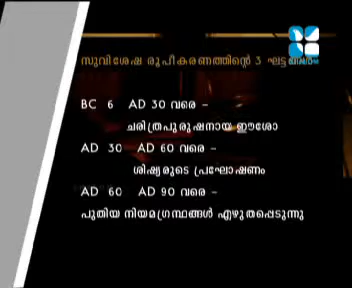 സുവിശേഷ രൂപീകരണത്തിന്റെ 3 ഘട്ടങ്ങൾ
BC 6 AD 30 വരെ -
ചരിത്രപുരുഷനായ ഈശോ
AD 30 AD 60 വരെ -
ശിഷ്യരുടെ പ്രഘോഷണം
AD 60 AD 90 വരെ -
പുതിയ നിയമഗ്രന്ഥങ്ങൾ എഴുതപ്പെടുന്നു